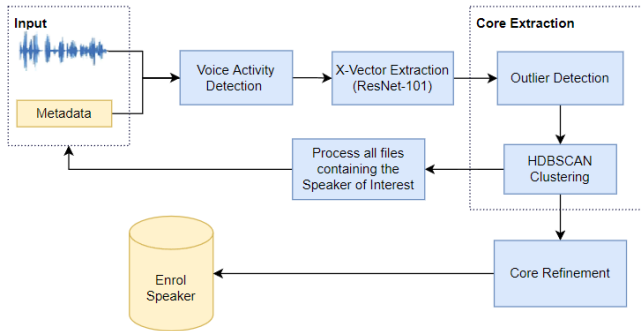 Input
Metadata
Voice Activity
Detection
X-Vector Extraction
(ResNet-101)
Core Extraction
Outlier Detection
HDBSCAN
Clustering
Process all files
containing the
Speaker of Interest
Core Refinement
Enrol
Speaker